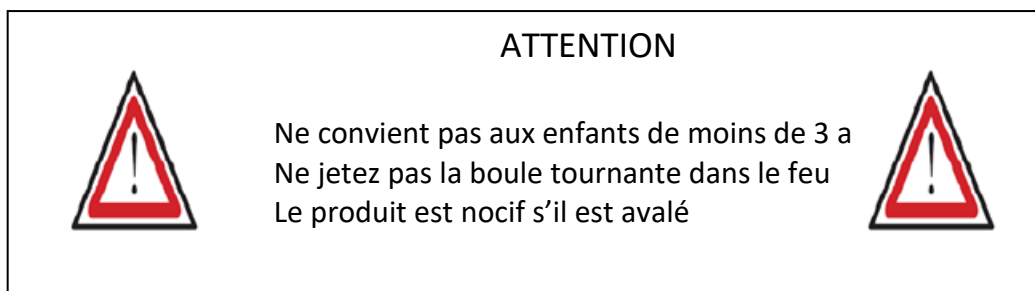 ATTENTION
Ne convient pas aux enfants de moins de 3 a
Ne jetez pas la boule tournante dans le feu
Le produit est nocif s’il est avalé